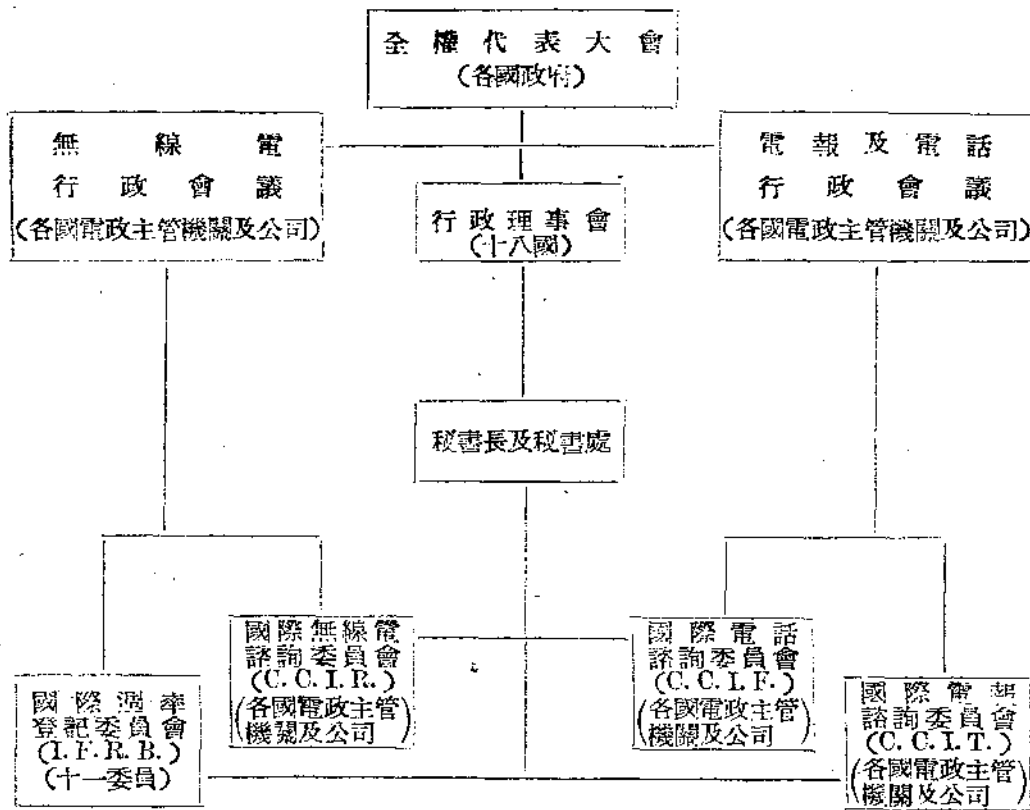 全權代表大會
(各國政府)
無線電
行政會議
(各國電政主管機關及公司)
行政理事會
(十八國)
電報及電話
行政會議
(各國電政主管機關及公司)
秘書長及秘書處
國際週率
登記委員會
(I.F.R.B.)
(十一委員)
國際無線電
諮詢委員會
(C.C.I.R.)
(各國電政主管
機關及公司)
國際電話
諮詢委員會
(C.C.I.F.)
(各國電政主管
機關及公司)
國際電報
諮詢委員會
(C.C.I.T.)
(各國電政主管
機關及公司)